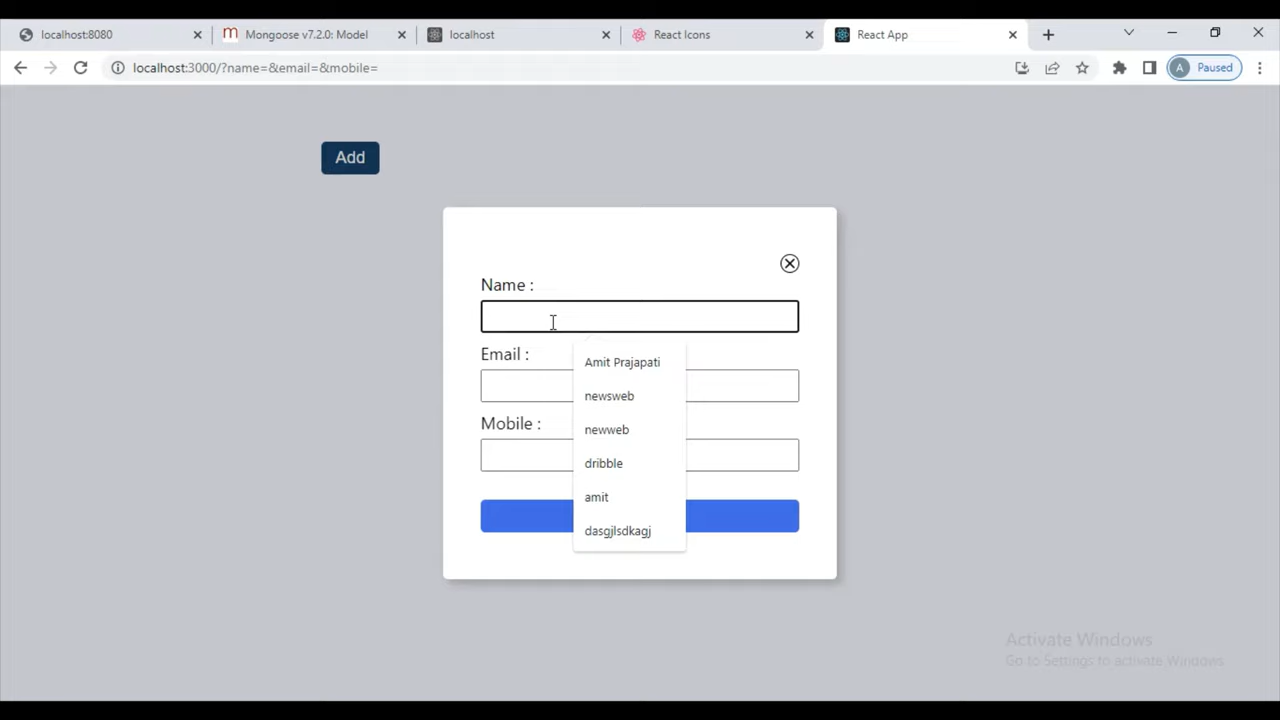 localhost:8080
Mongoose v7.2.0: Model
localhost
React Icons
React App
localhost:3000/?name=&email=&mobile=
A
Paused
Add
Name :
Email :
Amit Prajapati
newsweb
Mobile :
newweb
dribble
amit
dasgjlsdkagj
Activate Windows
Go to Settings to activate Windows.